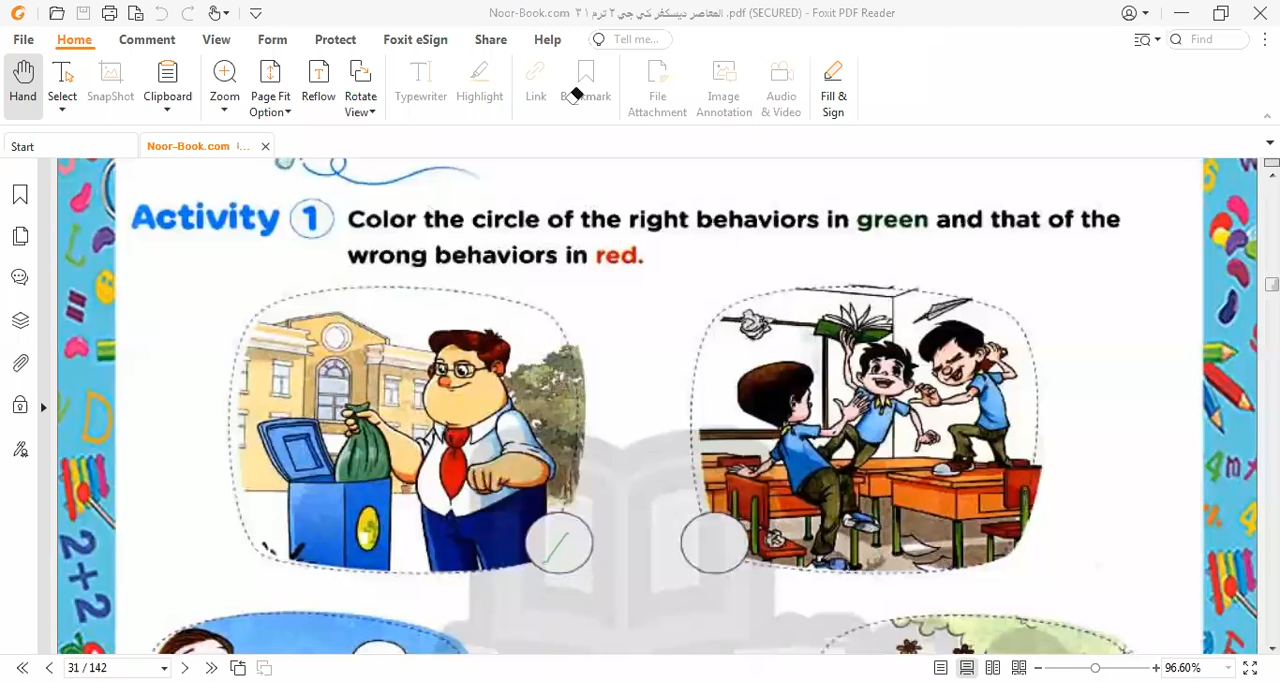 Noor-Book.com المعاصر ديسكفر كي جي ٢ ترم ١ ٣ .pdf (SECURED) - Foxit PDF Reader
File Home Comment View Form Protect Foxit eSign Share Help Tell me... Find
Hand Select SnapShot Clipboard Zoom Page Fit Option Reflow Rotate View Typewriter Highlight Link Bookmark File Attachment Image Annotation Audio & Video Fill & Sign
Start Noor-Book.com (...
Activity 1 Color the circle of the right behaviors in green and that of the
wrong behaviors in red.
2+2
31 / 142 96.60%